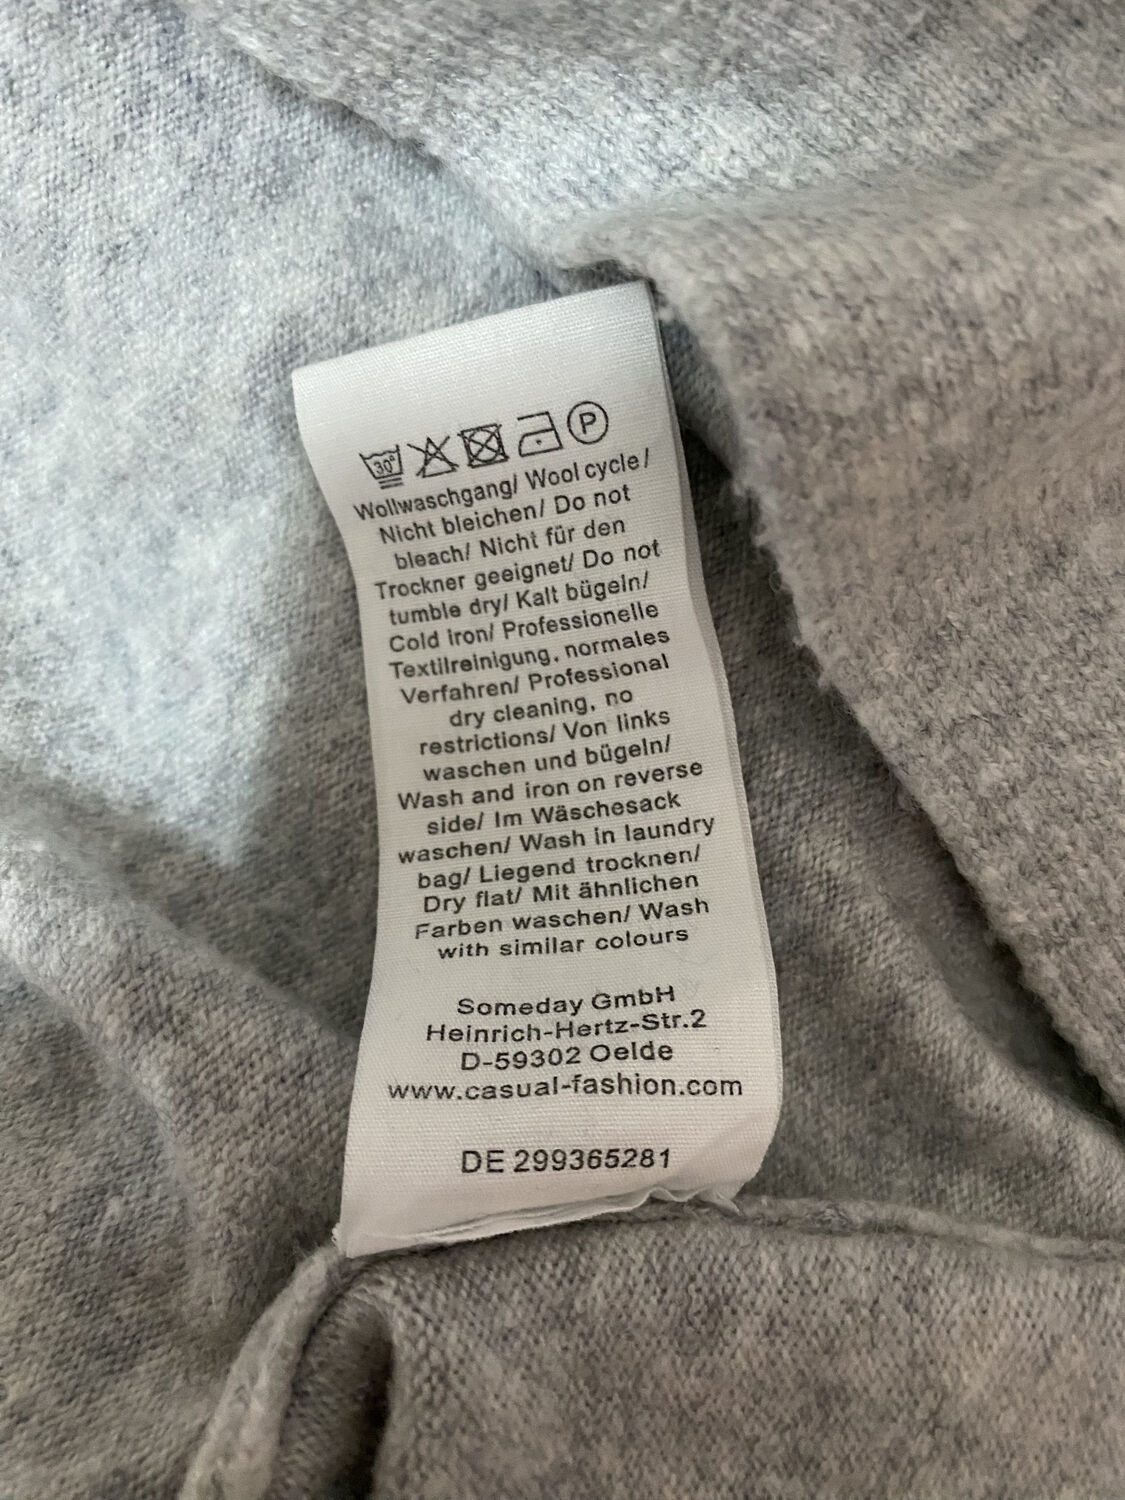 30°
P
Wollwaschgang/ Wool cycle/
Nicht bleichen/ Do not
bleach/ Nicht für den
Trockner geeignet/ Do not
tumble dry/ Kalt bügeln/
Cold iron/ Professionelle
Textilreinigung, normales
Verfahren/ Professional
dry cleaning, no
restrictions/ Von links
waschen und bügeln/
Wash and iron on reverse
side/ Im Wäschesack
waschen/ Wash in laundry
bag/ Liegend trocknen/
Dry flat/ Mit ähnlichen
Farben waschen/ Wash
with similar colours
Someday GmbH
Heinrich-Hertz-Str.2
D-59302 Oelde
www.casual-fashion.com
DE 299365281